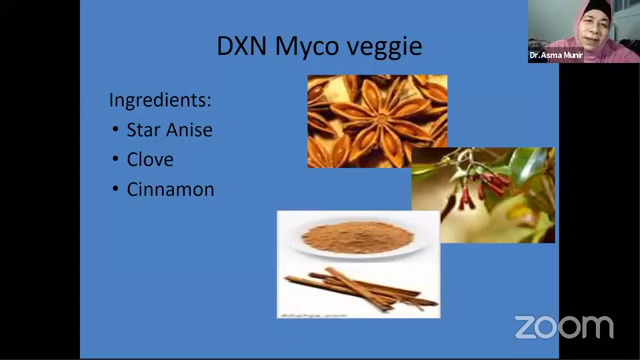 DXN Myco veggie
Dr. Asma Munir
Ingredients:
• Star Anise
• Clove
• Cinnamon
zoom